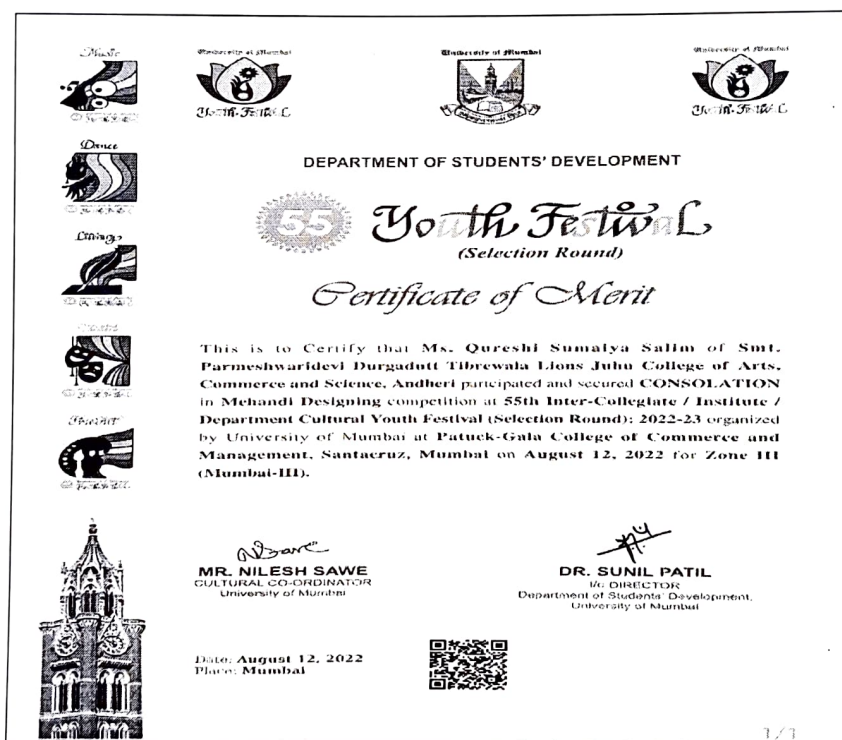 Music
University of Mumbai
Youth Festival
University of Mumbai
University of Mumbai
Youth Festival
Dance
DEPARTMENT OF STUDENTS' DEVELOPMENT
55 Youth Festival
(Selection Round)
Certificate of Merit
This is to Certify that Ms. Qureshi Sumaiya Salim of Smt.
Parmeshwaridevi Durgadutt Tibrewala Lions Juhu College of Arts,
Commerce and Science, Andheri participated and secured CONSOLATION
in Mehandi Designing competition at 55th Inter-Collegiate / Institute /
Department Cultural Youth Festival (Selection Round): 2022-23 organized
by University of Mumbai at Patuck-Gala College of Commerce and
Management, Santacruz, Mumbai on August 12, 2022 for Zone III
(Mumbai-III).
MR. NILESH SAWE
CULTURAL CO-ORDINATOR
University of Mumbai
DR. SUNIL PATIL
I/c DIRECTOR
Department of Students' Development,
University of Mumbai
Date: August 12, 2022
Place: Mumbai
1/1